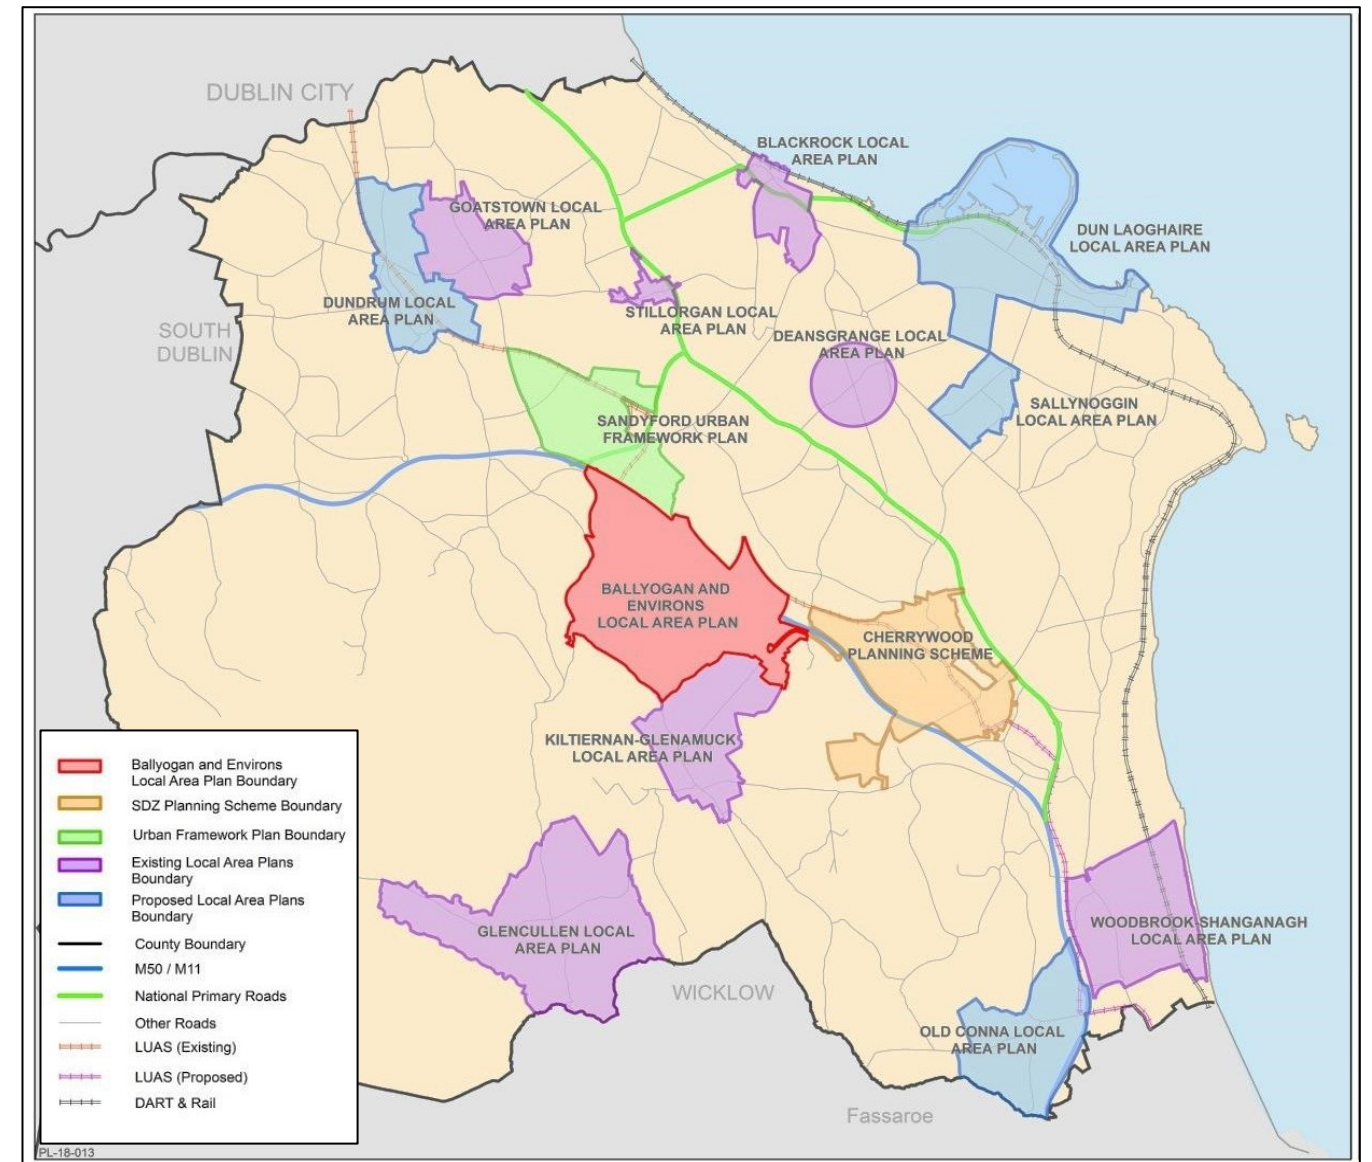 DUBLIN CITY
BLACKROCK LOCAL
AREA PLAN
GOATSTOWN LOCAL
AREA PLAN
DUN LAOGHAIRE
LOCAL AREA PLAN
DUNDRUM LOCAL
AREA PLAN
SOUTH
DUBLIN
STILLORGAN LOCAL
AREA PLAN
DEANSGRANGE LOCAL
AREA PLAN
SALLYNOGGIN
LOCAL AREA PLAN
SANDYFORD URBAN
FRAMEWORK PLAN
BALLYOGAN AND
ENVIRONS
LOCAL AREA PLAN
CHERRYWOOD
PLANNING SCHEME
KILTIERNAN-GLENAMUCK
LOCAL AREA PLAN
GLENCULLEN LOCAL
AREA PLAN
WOODBROOK-SHANGANAGH
LOCAL AREA PLAN
WICKLOW
OLD CONNA LOCAL
AREA PLAN
Fassaroe
Ballyogan and Environs
Local Area Plan Boundary
SDZ Planning Scheme Boundary
Urban Framework Plan Boundary
Existing Local Area Plans
Boundary
Proposed Local Area Plans
Boundary
County Boundary
M50 / M11
National Primary Roads
Other Roads
LUAS (Existing)
LUAS (Proposed)
DART & Rail
PL-18-013